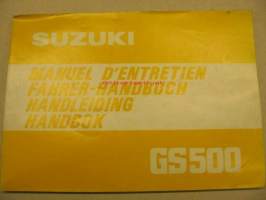 SUZUKI
MANUEL D'ENTRETIEN
FAHRER-HANDBUCH
HANDLEIDING
HANDBOK
GS500